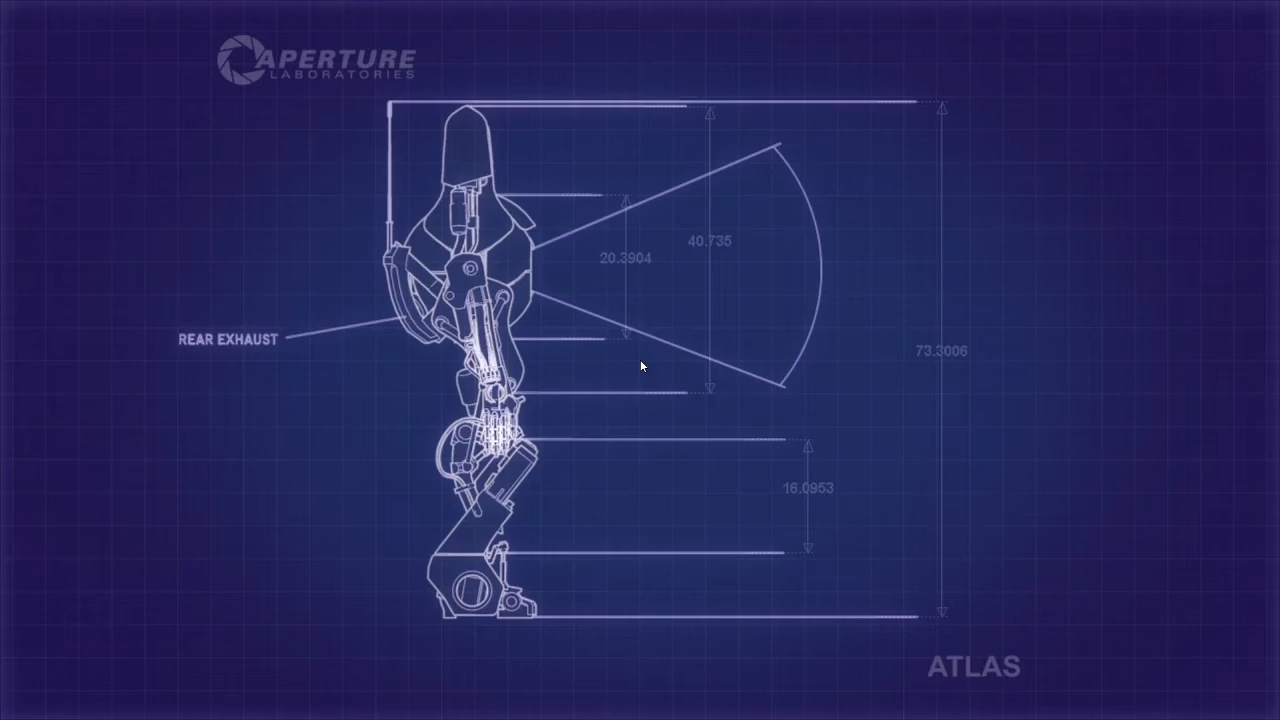 APERTURE
LABORATORIES
40.735
20.3904
REAR EXHAUST
73.3006
16.0953
ATLAS